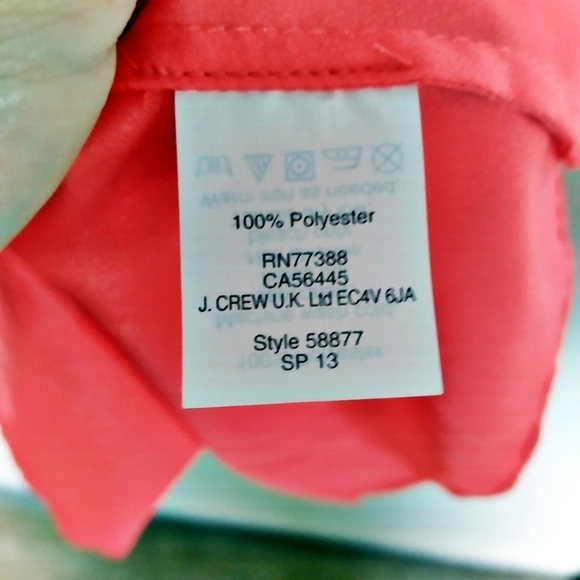 100% Polyester
RN77388
CA56445
J. CREW U.K. Ltd EC4V 6JA
Style 58877
SP 13